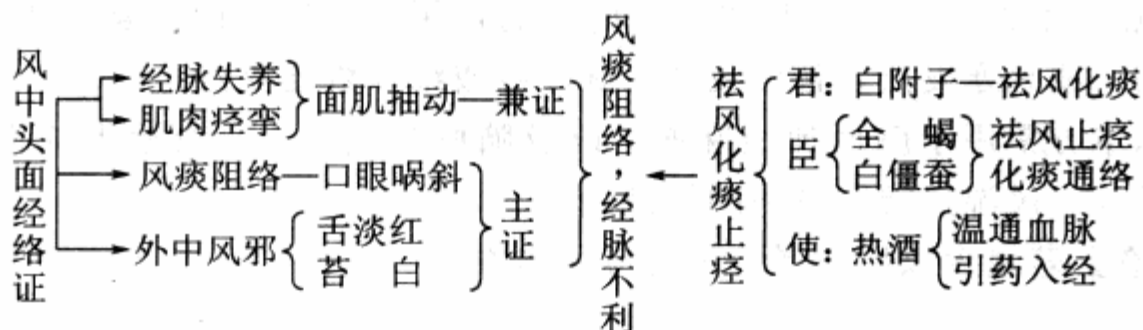 风中头面经络证
经脉失养
肌肉痉挛
面肌抽动—兼证
风痰阻络—口眼㖞斜
外中风邪
舌淡红
苔 白
主证
风痰阻络，经脉不利
祛风化痰止痉
君：白附子—祛风化痰
臣
全 蝎
白僵蚕
祛风止痉
化痰通络
使：热酒
温通血脉
引药入经